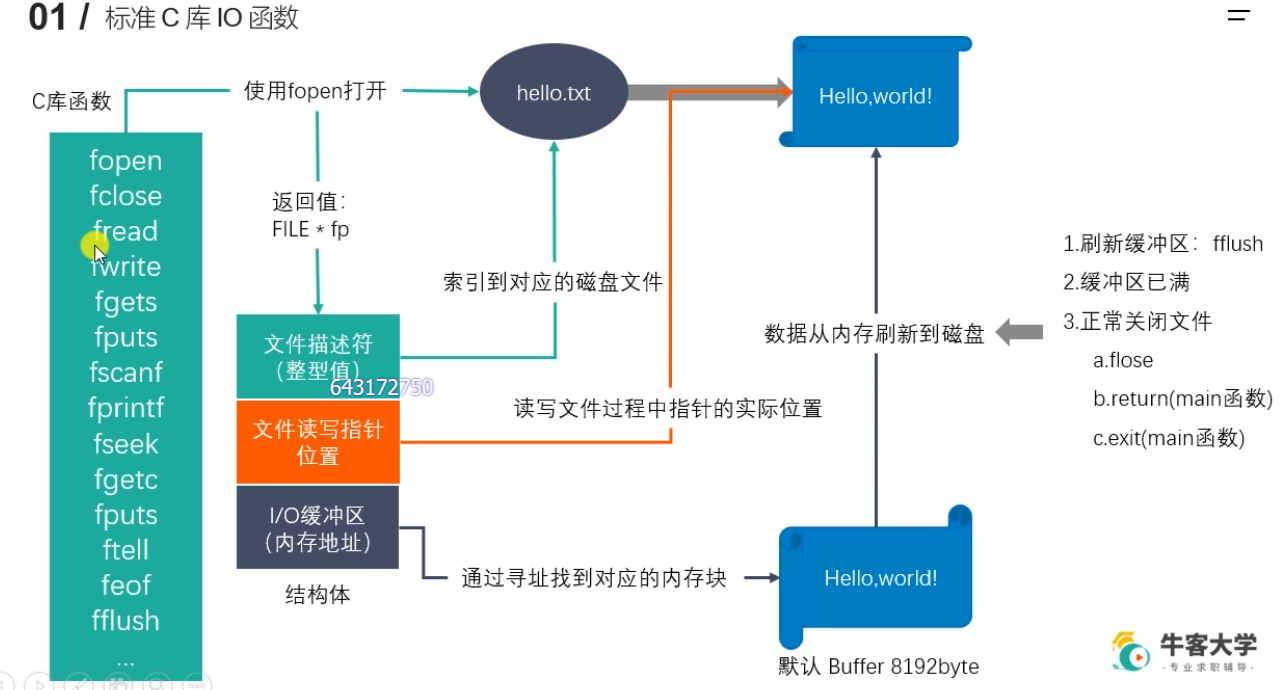 01 / 标准 C 库 IO 函数
C库函数
fopen
fclose
fread
fwrite
fgets
fputs
fscanf
fprintf
fseek
fgetc
fputs
ftell
feof
fflush
...
使用fopen打开
hello.txt
Hello,world!
返回值：
FILE * fp
索引到对应的磁盘文件
文件描述符
（整型值）
643172750
文件读写指针
位置
I/O缓冲区
（内存地址）
结构体
读写文件过程中指针的实际位置
通过寻址找到对应的内存块
数据从内存刷新到磁盘
1.刷新缓冲区：fflush
2.缓冲区已满
3.正常关闭文件
a.flose
b.return(main函数)
c.exit(main函数)
Hello,world!
默认 Buffer 8192byte
牛客大学
-专业求职辅导-